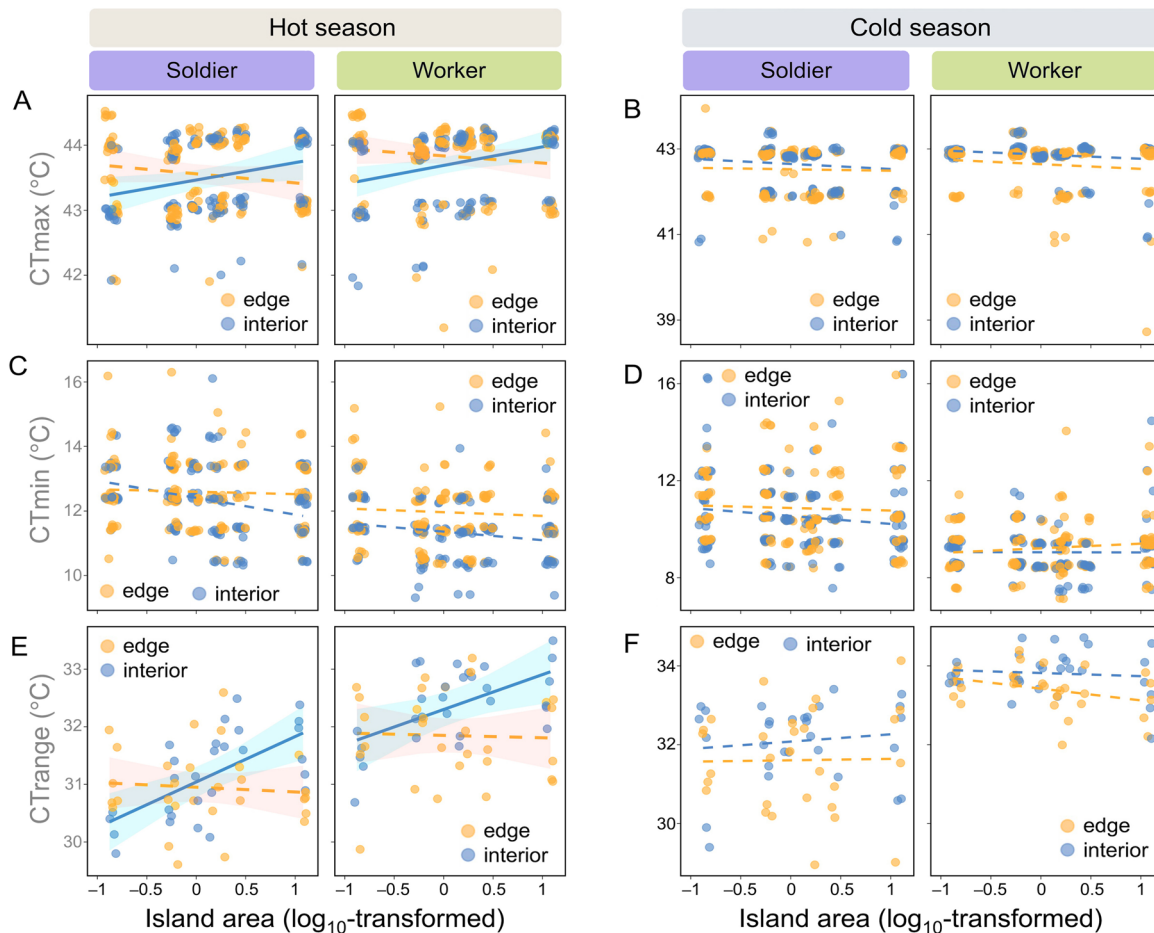 Hot season
Cold season
Soldier
Worker
Soldier
Worker
A
CTmax (°C)
44
43
42
edge
interior
edge
interior
B
43
41
39
edge
interior
edge
interior
C
CTmin (°C)
16
14
12
10
edge
interior
edge
interior
D
16
12
8
edge
interior
edge
interior
E
CTrange (°C)
33
32
31
30
edge
interior
edge
interior
F
34
32
30
edge
interior
edge
interior
−1 −0.5 0 0.5 1
−1 −0.5 0 0.5 1
−1 −0.5 0 0.5 1
−1 −0.5 0 0.5 1
Island area (log₁₀-transformed)
Island area (log₁₀-transformed)